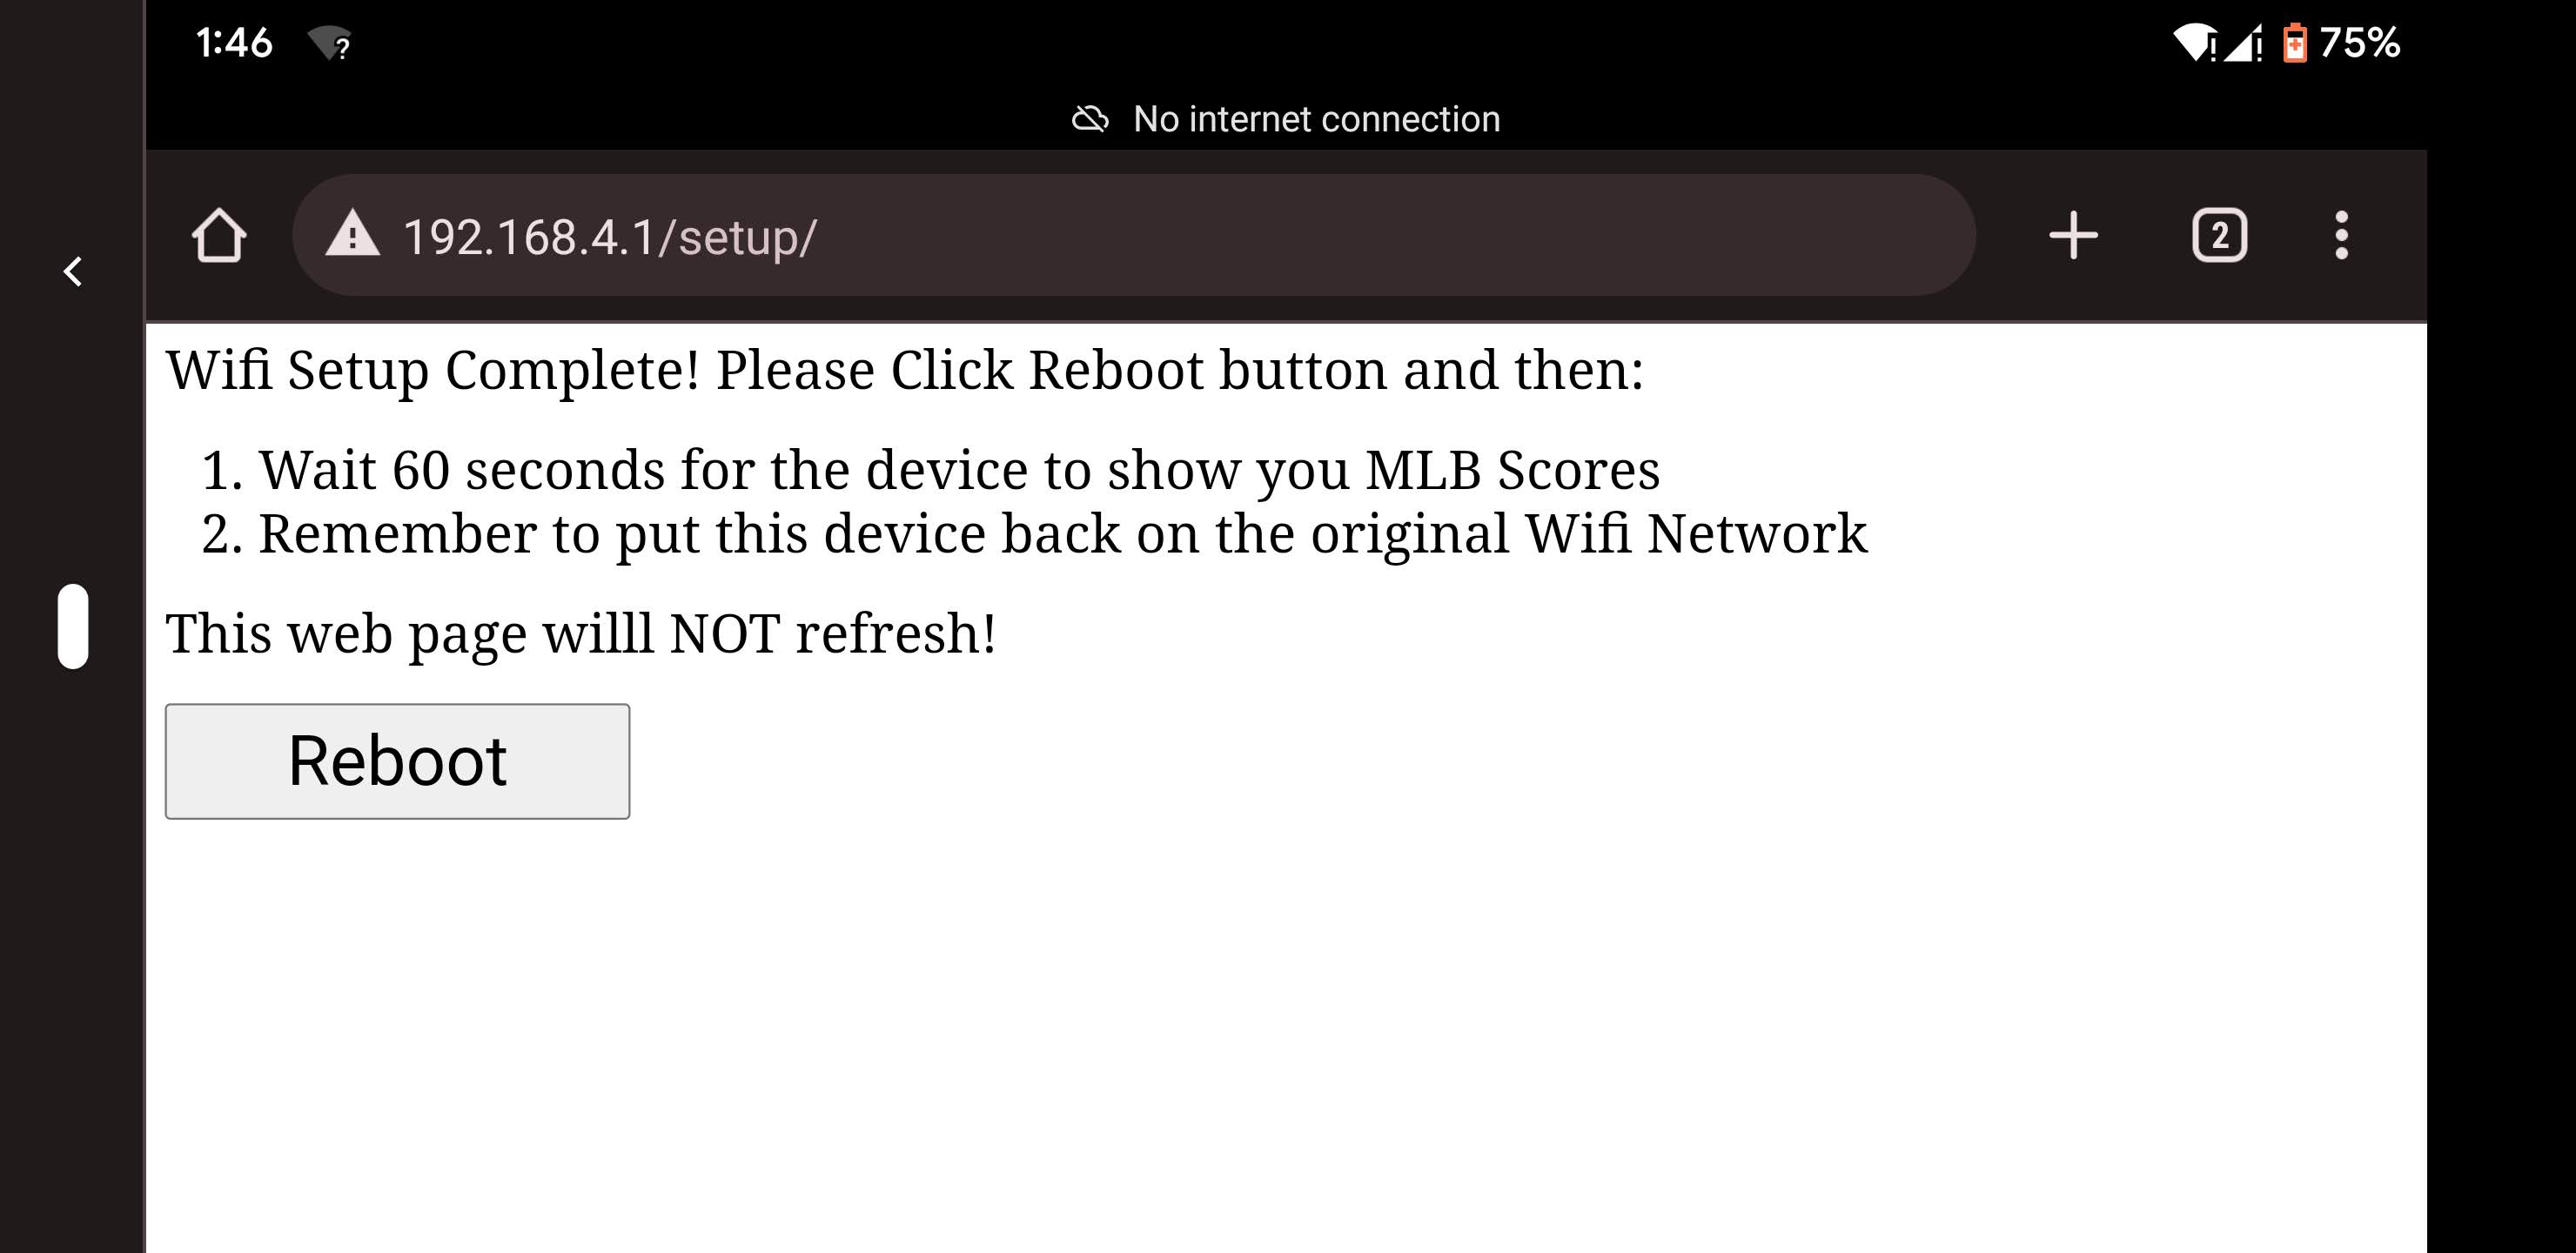 1:46
75%
No internet connection
192.168.4.1/setup/
2
Wifi Setup Complete! Please Click Reboot button and then:
1. Wait 60 seconds for the device to show you MLB Scores
2. Remember to put this device back on the original Wifi Network
This web page willl NOT refresh!
Reboot